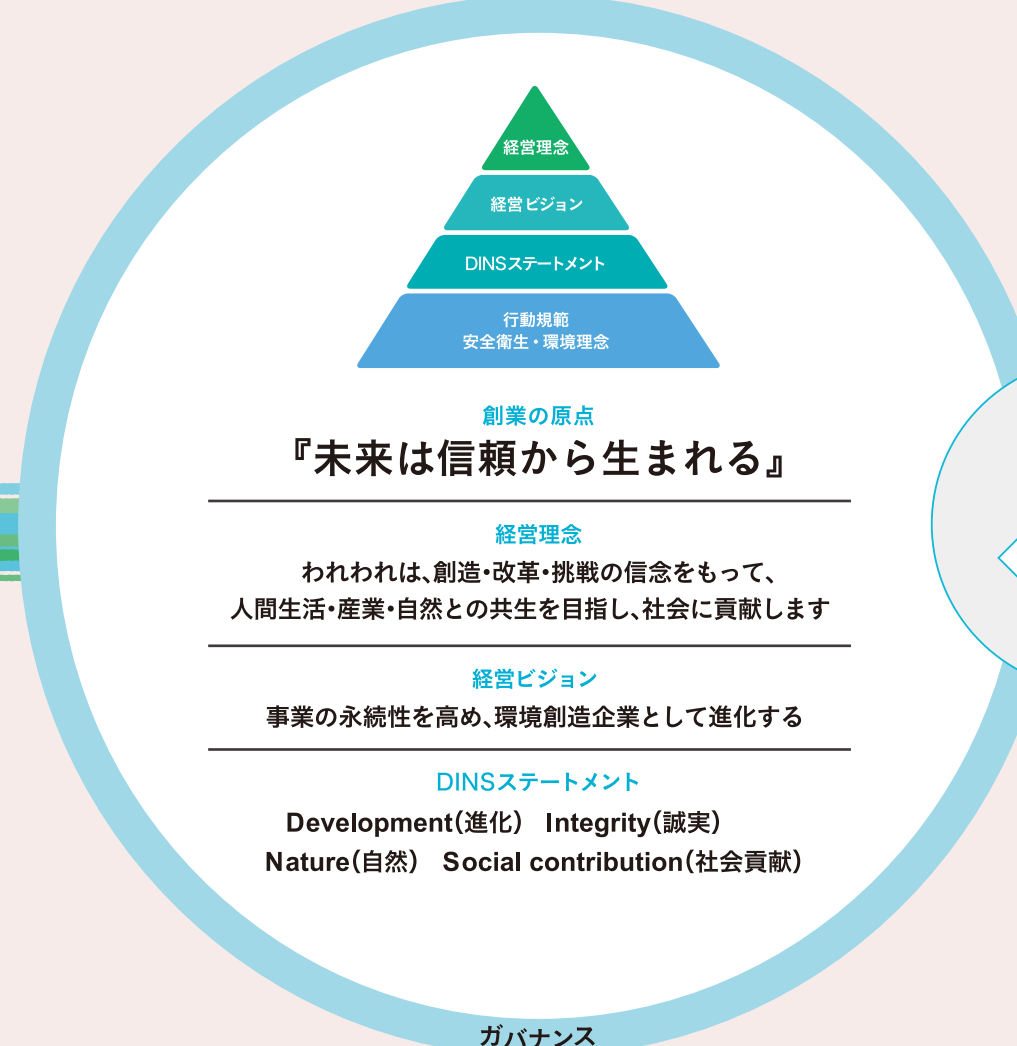 経営理念
経営ビジョン
DINSステートメント
行動規範
安全衛生・環境理念
創業の原点
『未来は信頼から生まれる』
経営理念
われわれは、創造・改革・挑戦の信念をもって、
人間生活・産業・自然との共生を目指し、社会に貢献します
経営ビジョン
事業の永続性を高め、環境創造企業として進化する
DINSステートメント
Development(進化) Integrity(誠実)
Nature(自然) Social contribution(社会貢献)
ガバナンス